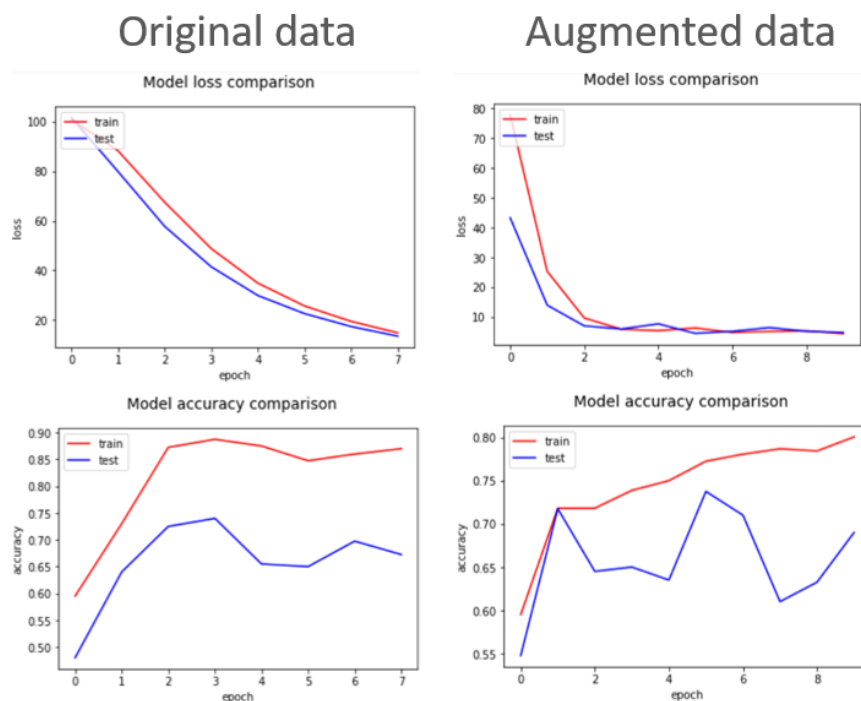 Original data
Augmented data
Model loss comparison
train
test
100
80
60
40
20
loss
0 1 2 3 4 5 6 7
epoch
Model loss comparison
train
test
80
70
60
50
40
30
20
10
loss
0 2 4 6 8
epoch
Model accuracy comparison
train
test
0.90
0.85
0.80
0.75
0.70
0.65
0.60
0.55
0.50
accuracy
0 1 2 3 4 5 6 7
epoch
Model accuracy comparison
train
test
0.80
0.75
0.70
0.65
0.60
0.55
accuracy
0 2 4 6 8
epoch